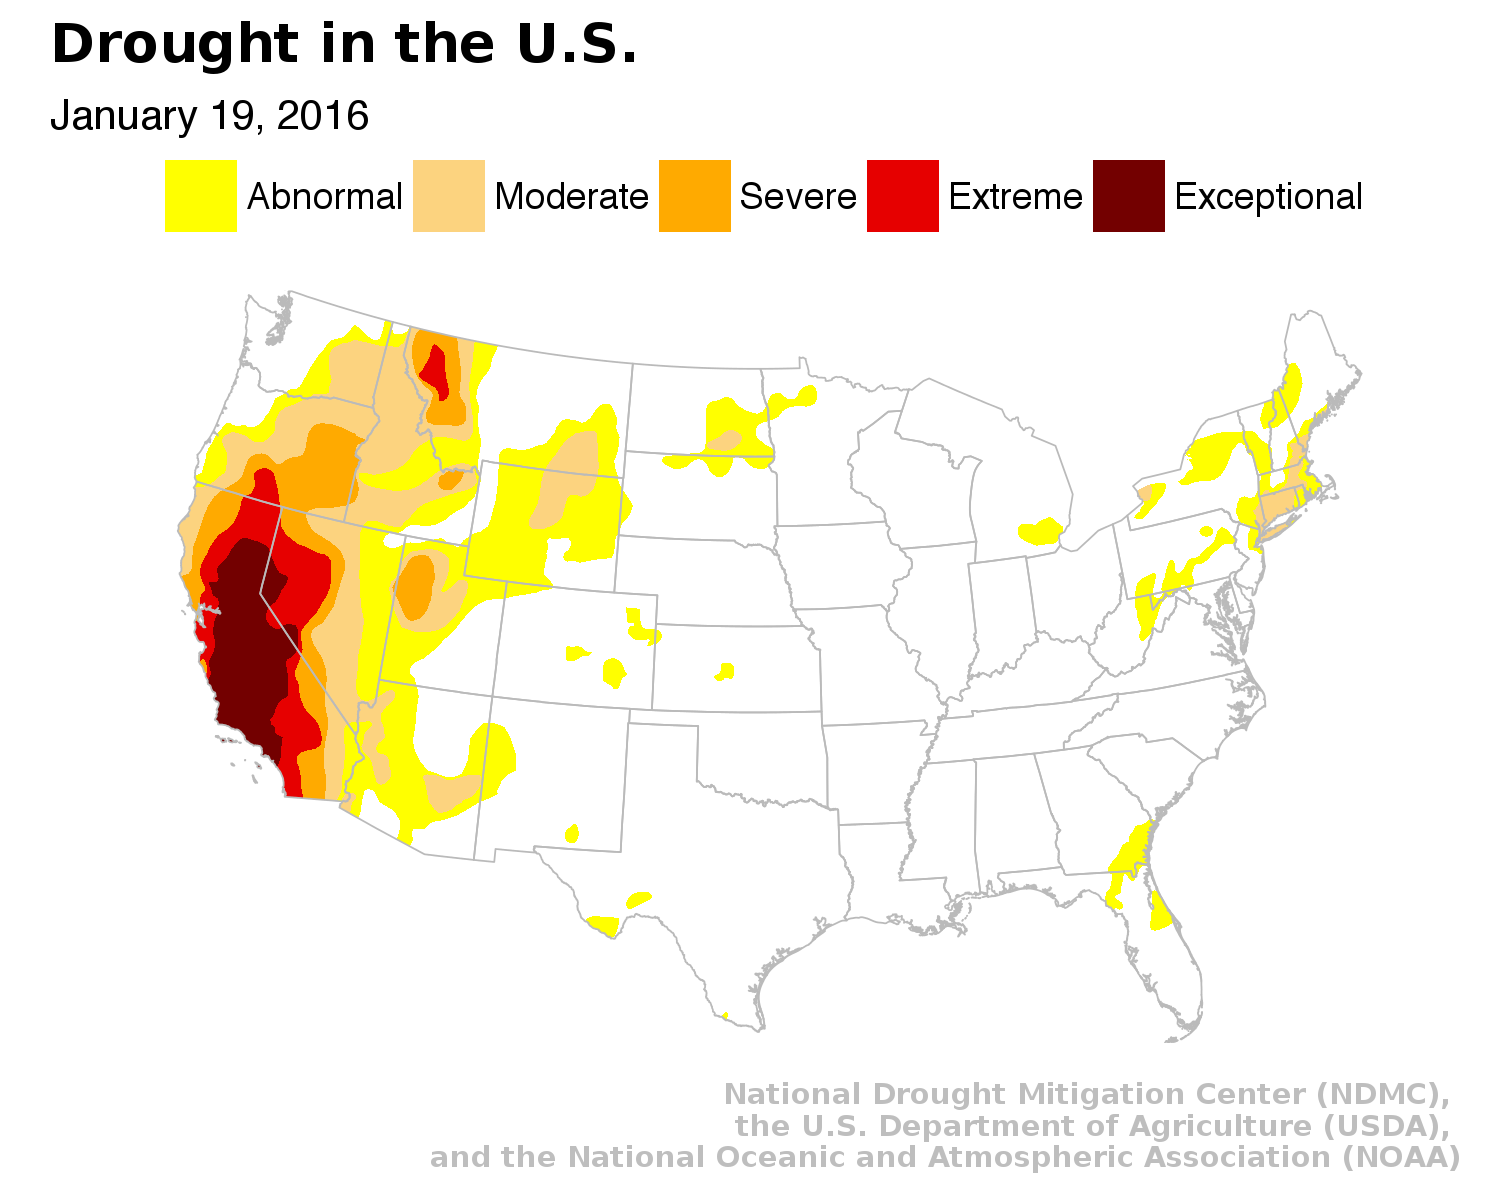 Drought in the U.S.
January 19, 2016
Abnormal Moderate Severe Extreme Exceptional
National Drought Mitigation Center (NDMC),
the U.S. Department of Agriculture (USDA),
and the National Oceanic and Atmospheric Association (NOAA)